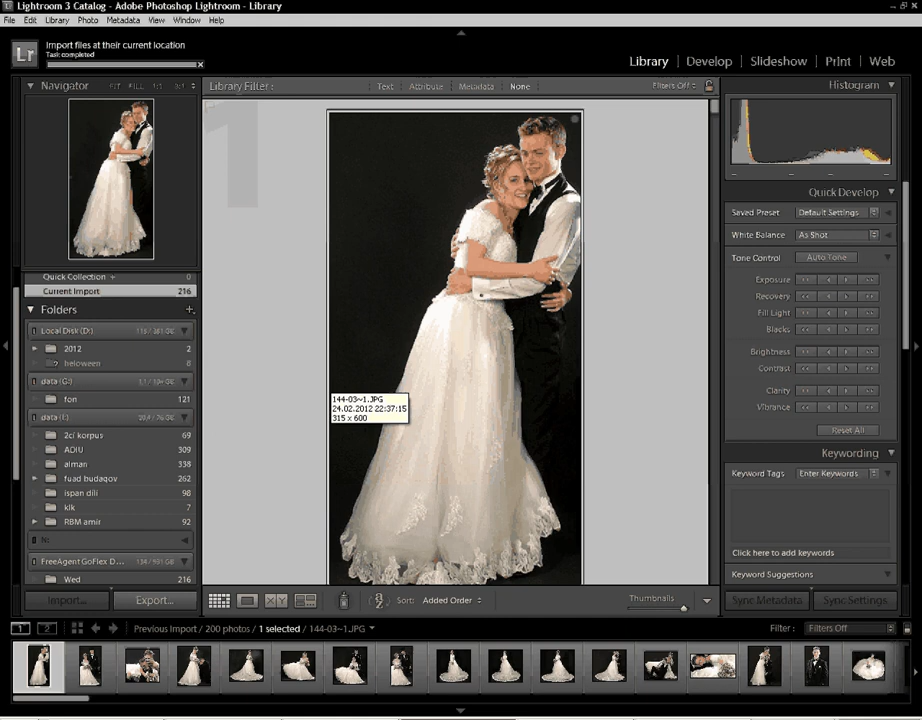 Lightroom 3 Catalog - Adobe Photoshop Lightroom - Library
File Edit Library Photo Metadata View Window Help
Lr
Import files at their current location
Task completed
Library | Develop | Slideshow | Print | Web
Navigator FIT FILL 1:1 3:1
Quick Collection + 0
Current Import 216
Folders
Local Disk (D:)
2012 2
heloween 8
data (G:)
fon 121
data (I:)
2ci korpus 69
ADIU 309
alman 338
fuad budaqov 262
ispan dili 98
klk 7
RBM amir 92
N:
FreeAgent GoFlex D...
Wed 216
Import... Export...
Library Filter : Text Attribute Metadata None Filters Off
1
144-03~1.JPG
24.02.2012 22:37:15
315 x 600
Histogram
Quick Develop
Saved Preset Default Settings
White Balance As Shot
Tone Control Auto Tone
Exposure
Recovery
Fill Light
Blacks
Brightness
Contrast
Clarity
Vibrance
Reset All
Keywording
Keyword Tags Enter Keywords
Click here to add keywords
Keyword Suggestions
Sync Metadata Sync Settings
XY Sort: Added Order Thumbnails
1 2 Previous Import / 200 photos / 1 selected / 144-03~1.JPG Filter : Filters Off